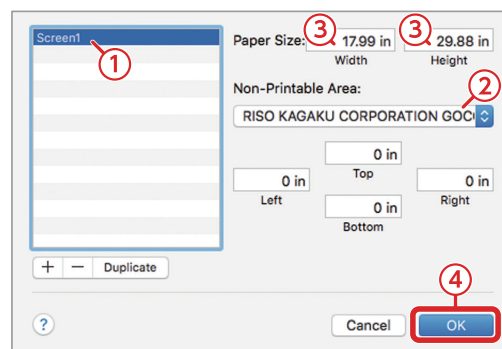 Screen1
①
Paper Size: ③ 17.99 in ③ 29.88 in
Width Height
②
Non-Printable Area:
RISO KAGAKU CORPORATION GOC
0 in
Top
0 in 0 in
Left Right
0 in
Bottom
+ − Duplicate
④
? Cancel OK